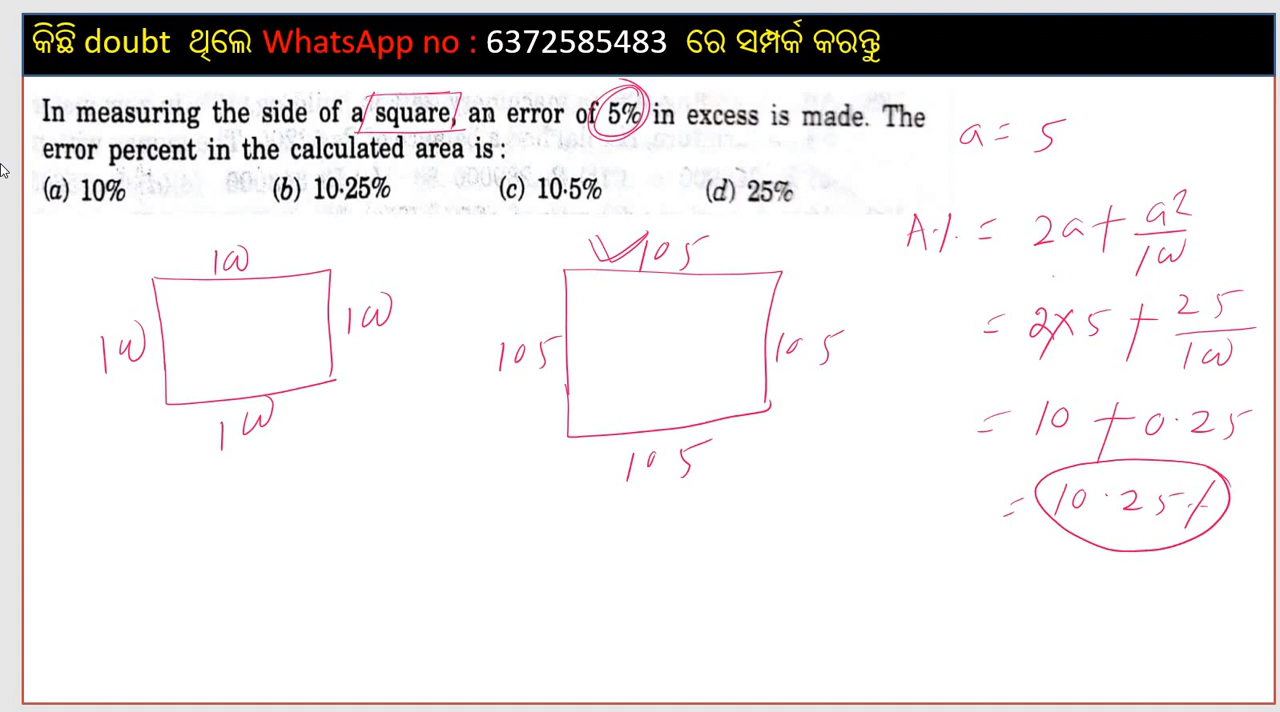 କିଛି doubt ଥିଲେ WhatsApp no : 6372585483 ରେ ସମ୍ପର୍କ କରନ୍ତୁ
In measuring the side of a square, an error of 5% in excess is made. The
error percent in the calculated area is :
(a) 10% (b) 10·25% (c) 10·5% (d) 25%
a = 5
A% = 2a + a²/100
= 2×5 + 25/100
= 10 + 0.25
= 10.25%
100
100
100
100
105
105
105
105